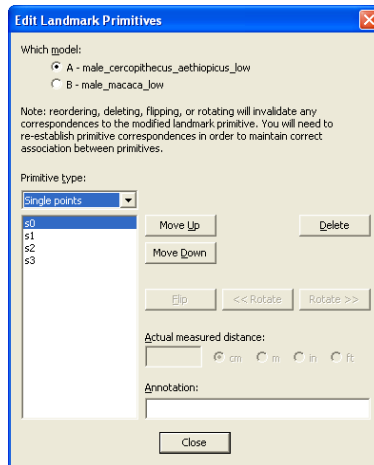 Edit Landmark Primitives
Which model:
A - male_cercopithecus_aethiopicus_low
B - male_macaca_low
Note: reordering, deleting, flipping, or rotating will invalidate any
correspondences to the modified landmark primitive. You will need to
re-establish primitive correspondences in order to maintain correct
association between primitives.
Primitive type:
Single points
s0
s1
s2
s3
Move Up
Delete
Move Down
Flip
<< Rotate
Rotate >>
Actual measured distance:
cm
m
in
ft
Annotation:
Close